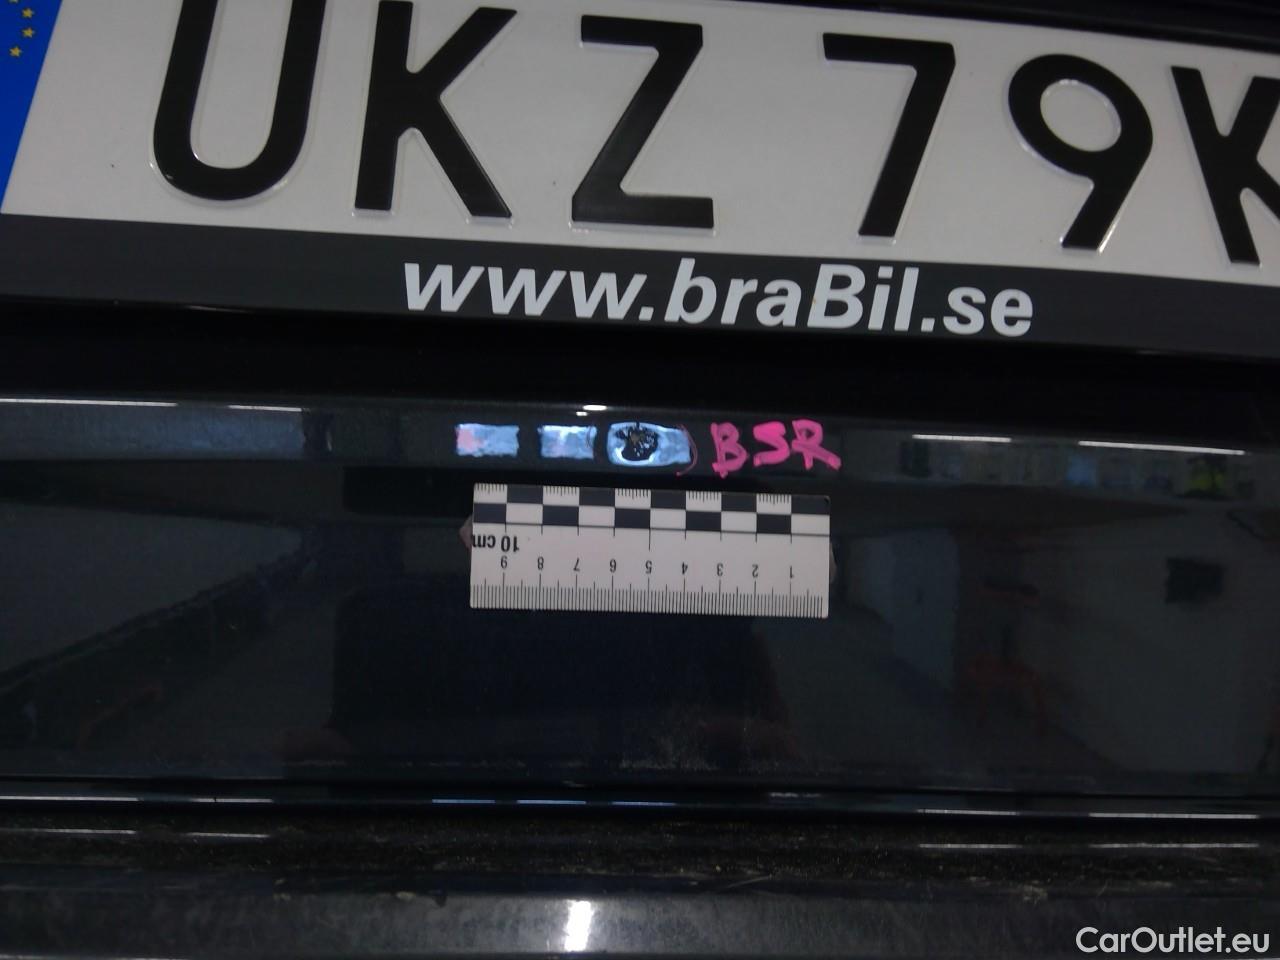 UKZ 79K
www.braBil.se
BSR
10 cm
9 8 7 6 5 4 3 2 1
CarOutlet.eu